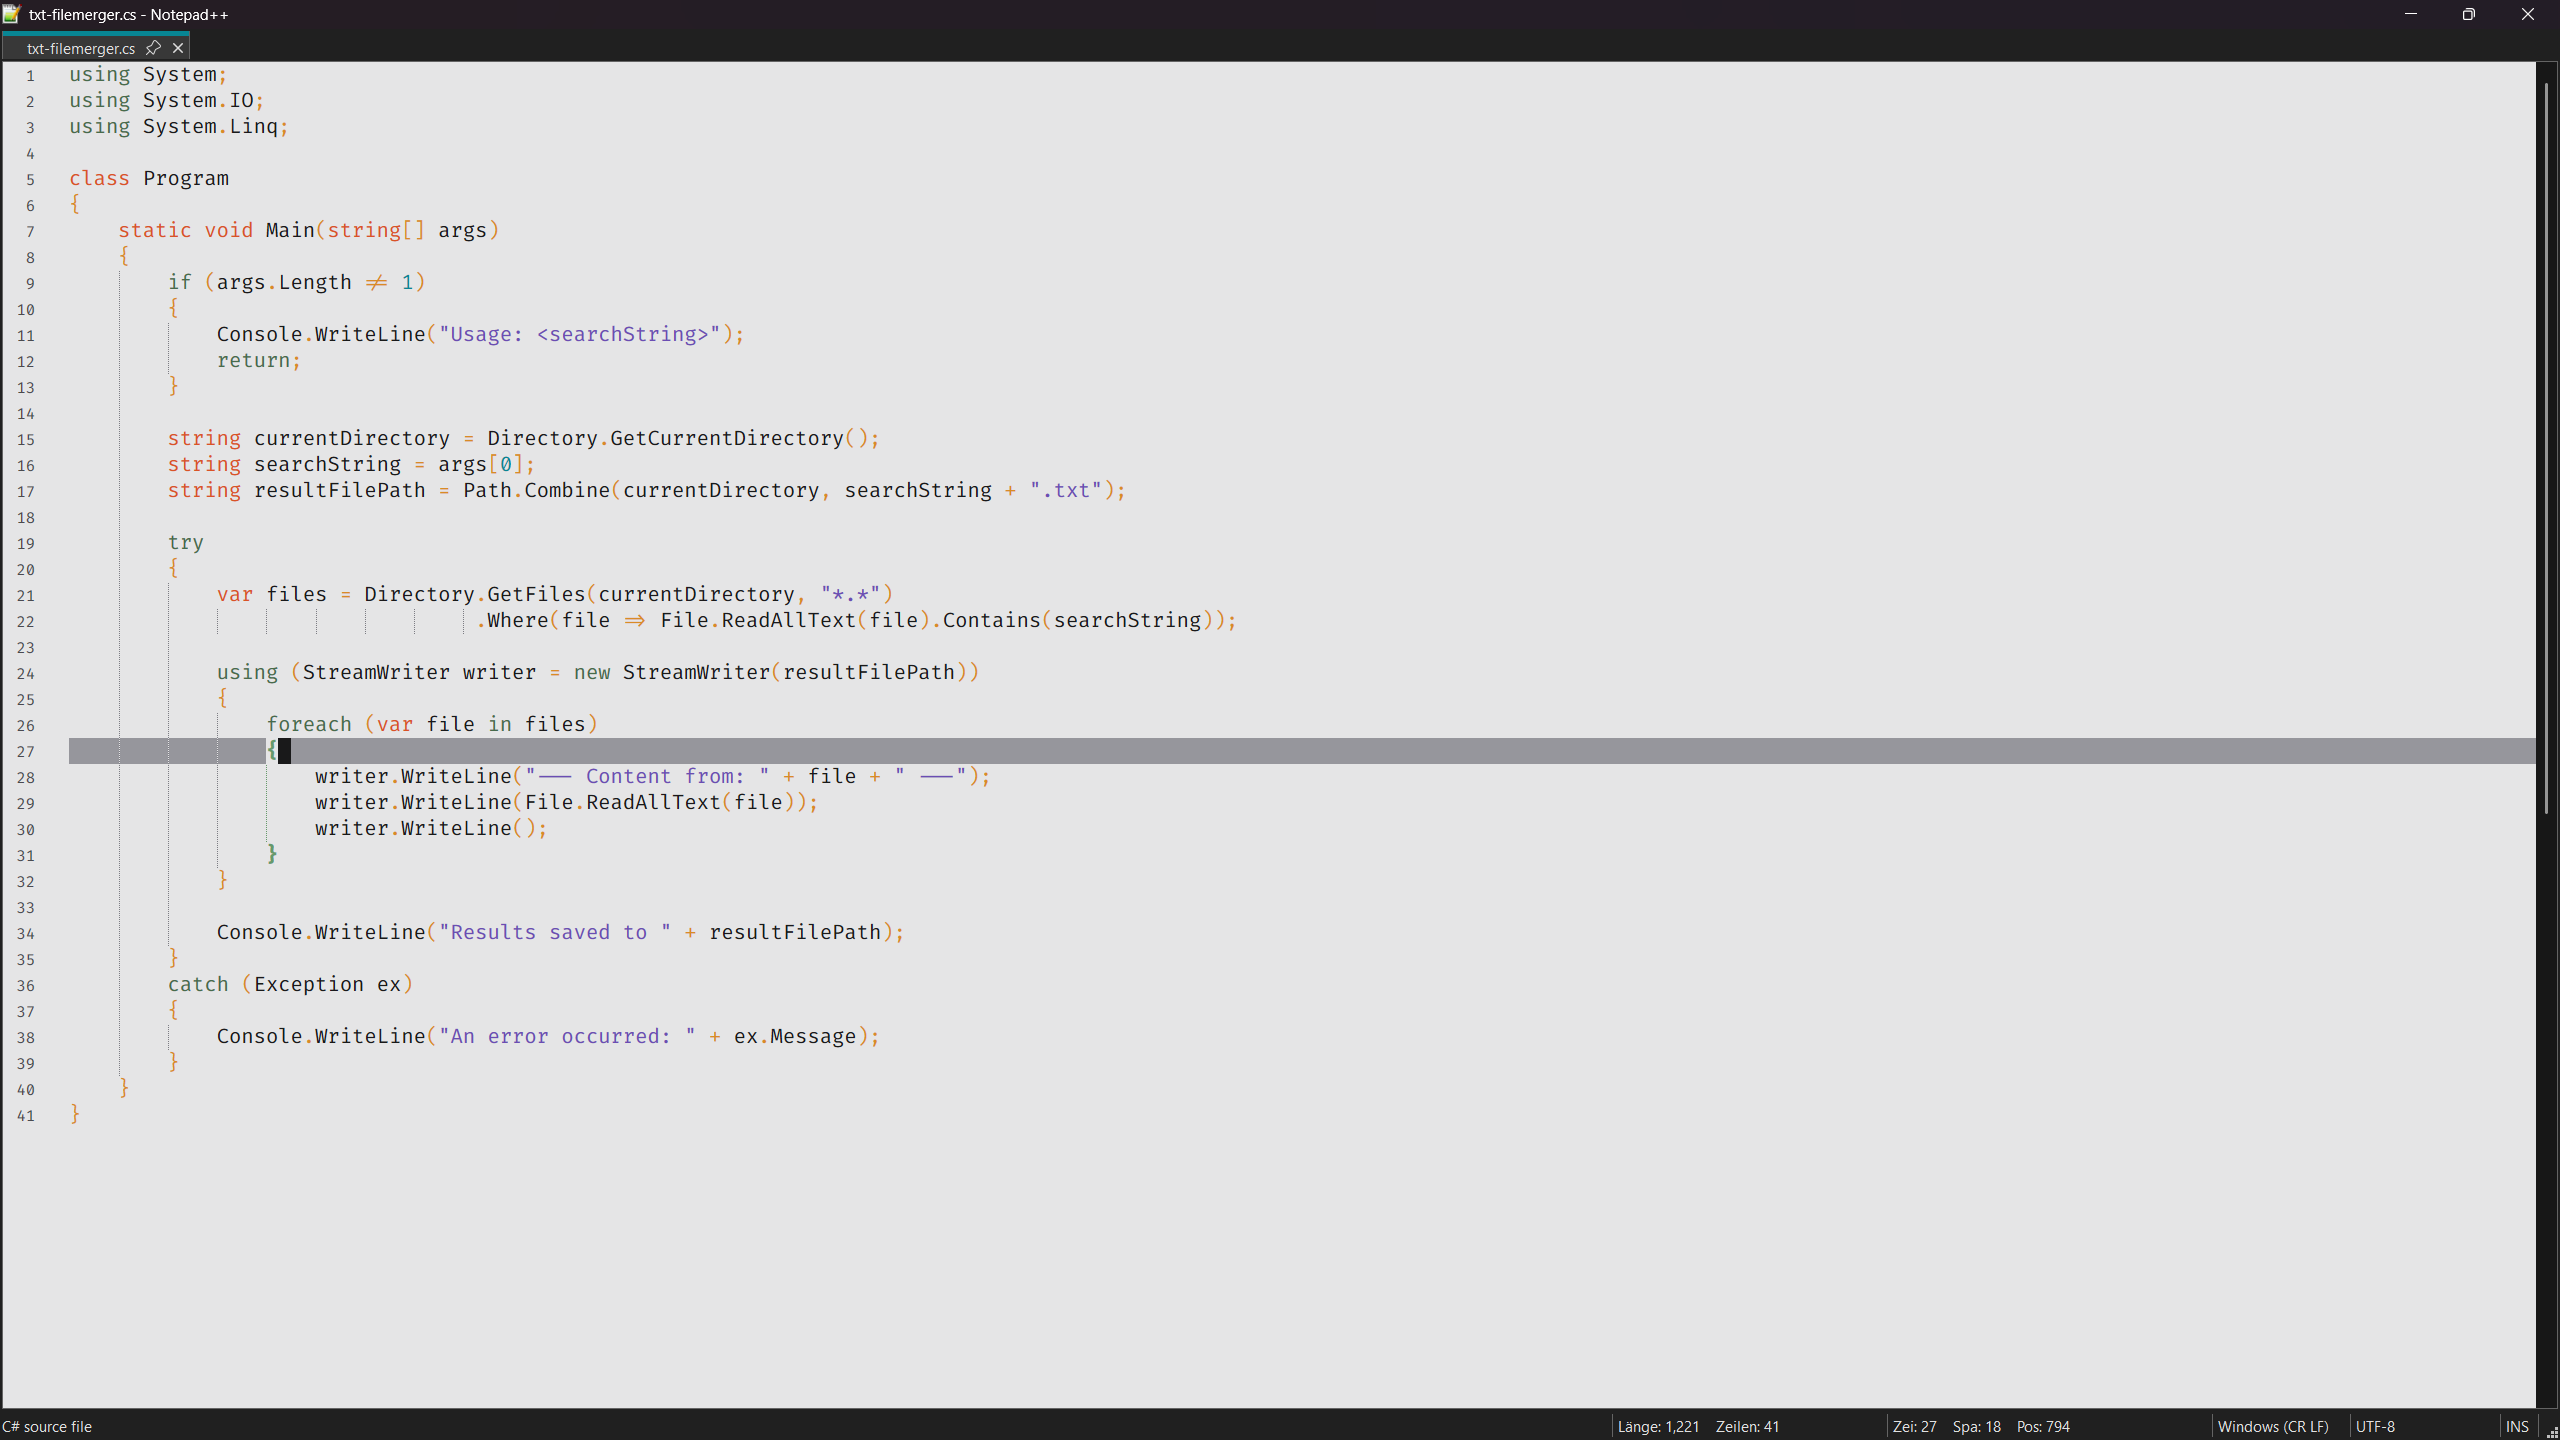 txt-filemerger.cs - Notepad++
txt-filemerger.cs
1 using System;
2 using System.IO;
3 using System.Linq;
4
5 class Program
6 {
7     static void Main(string[] args)
8     {
9         if (args.Length != 1)
10         {
11             Console.WriteLine("Usage: <searchString>");
12             return;
13         }
14
15         string currentDirectory = Directory.GetCurrentDirectory();
16         string searchString = args[0];
17         string resultFilePath = Path.Combine(currentDirectory, searchString + ".txt");
18
19         try
20         {
21             var files = Directory.GetFiles(currentDirectory, "*.*")
22                                  .Where(file => File.ReadAllText(file).Contains(searchString));
23
24             using (StreamWriter writer = new StreamWriter(resultFilePath))
25             {
26                 foreach (var file in files)
27                 {
28                     writer.WriteLine("--- Content from: " + file + " ---");
29                     writer.WriteLine(File.ReadAllText(file));
30                     writer.WriteLine();
31                 }
32             }
33
34             Console.WriteLine("Results saved to " + resultFilePath);
35         }
36         catch (Exception ex)
37         {
38             Console.WriteLine("An error occurred: " + ex.Message);
39         }
40     }
41 }
C# source file Länge: 1,221 Zeilen: 41 Zei: 27 Spa: 18 Pos: 794 Windows (CR LF) UTF-8 INS